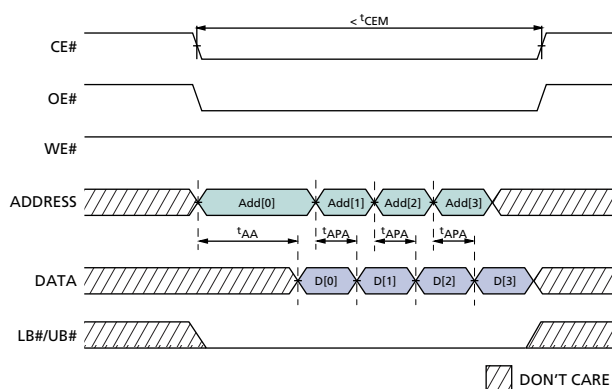 < tCEM
CE#
OE#
WE#
ADDRESS Add[0] Add[1] Add[2] Add[3]
tAA tAPA tAPA tAPA
DATA D[0] D[1] D[2] D[3]
LB#/UB#
DON'T CARE